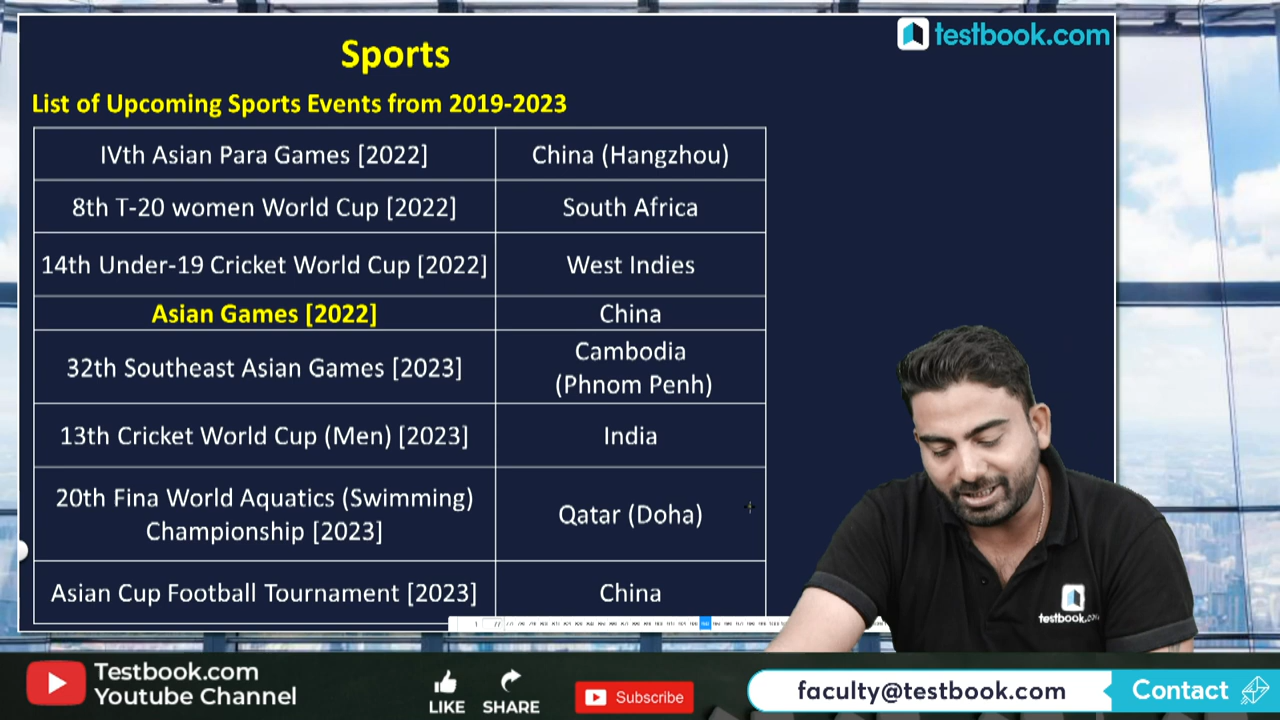 testbook.com
Sports
List of Upcoming Sports Events from 2019-2023
IVth Asian Para Games [2022]
China (Hangzhou)
8th T-20 women World Cup [2022]
South Africa
14th Under-19 Cricket World Cup [2022]
West Indies
Asian Games [2022]
China
32th Southeast Asian Games [2023]
Cambodia
(Phnom Penh)
13th Cricket World Cup (Men) [2023]
India
20th Fina World Aquatics (Swimming)
Championship [2023]
Qatar (Doha)
Asian Cup Football Tournament [2023]
China
testbook.com
Testbook.com
Youtube Channel
LIKE
SHARE
Subscribe
faculty@testbook.com
Contact